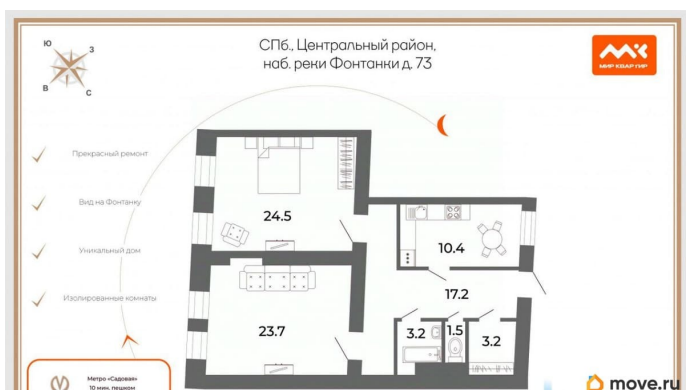 СПб., Центральный район,
наб. реки Фонтанки д. 73
МИР КВАРТИР
Ю
З
В
С
Прекрасный ремонт
Вид на Фонтанку
Уникальный дом
Изолированные комнаты
24.5
10.4
17.2
23.7
3.2
1.5
3.2
Метро «Садовая»
10 мин. пешком
move.ru